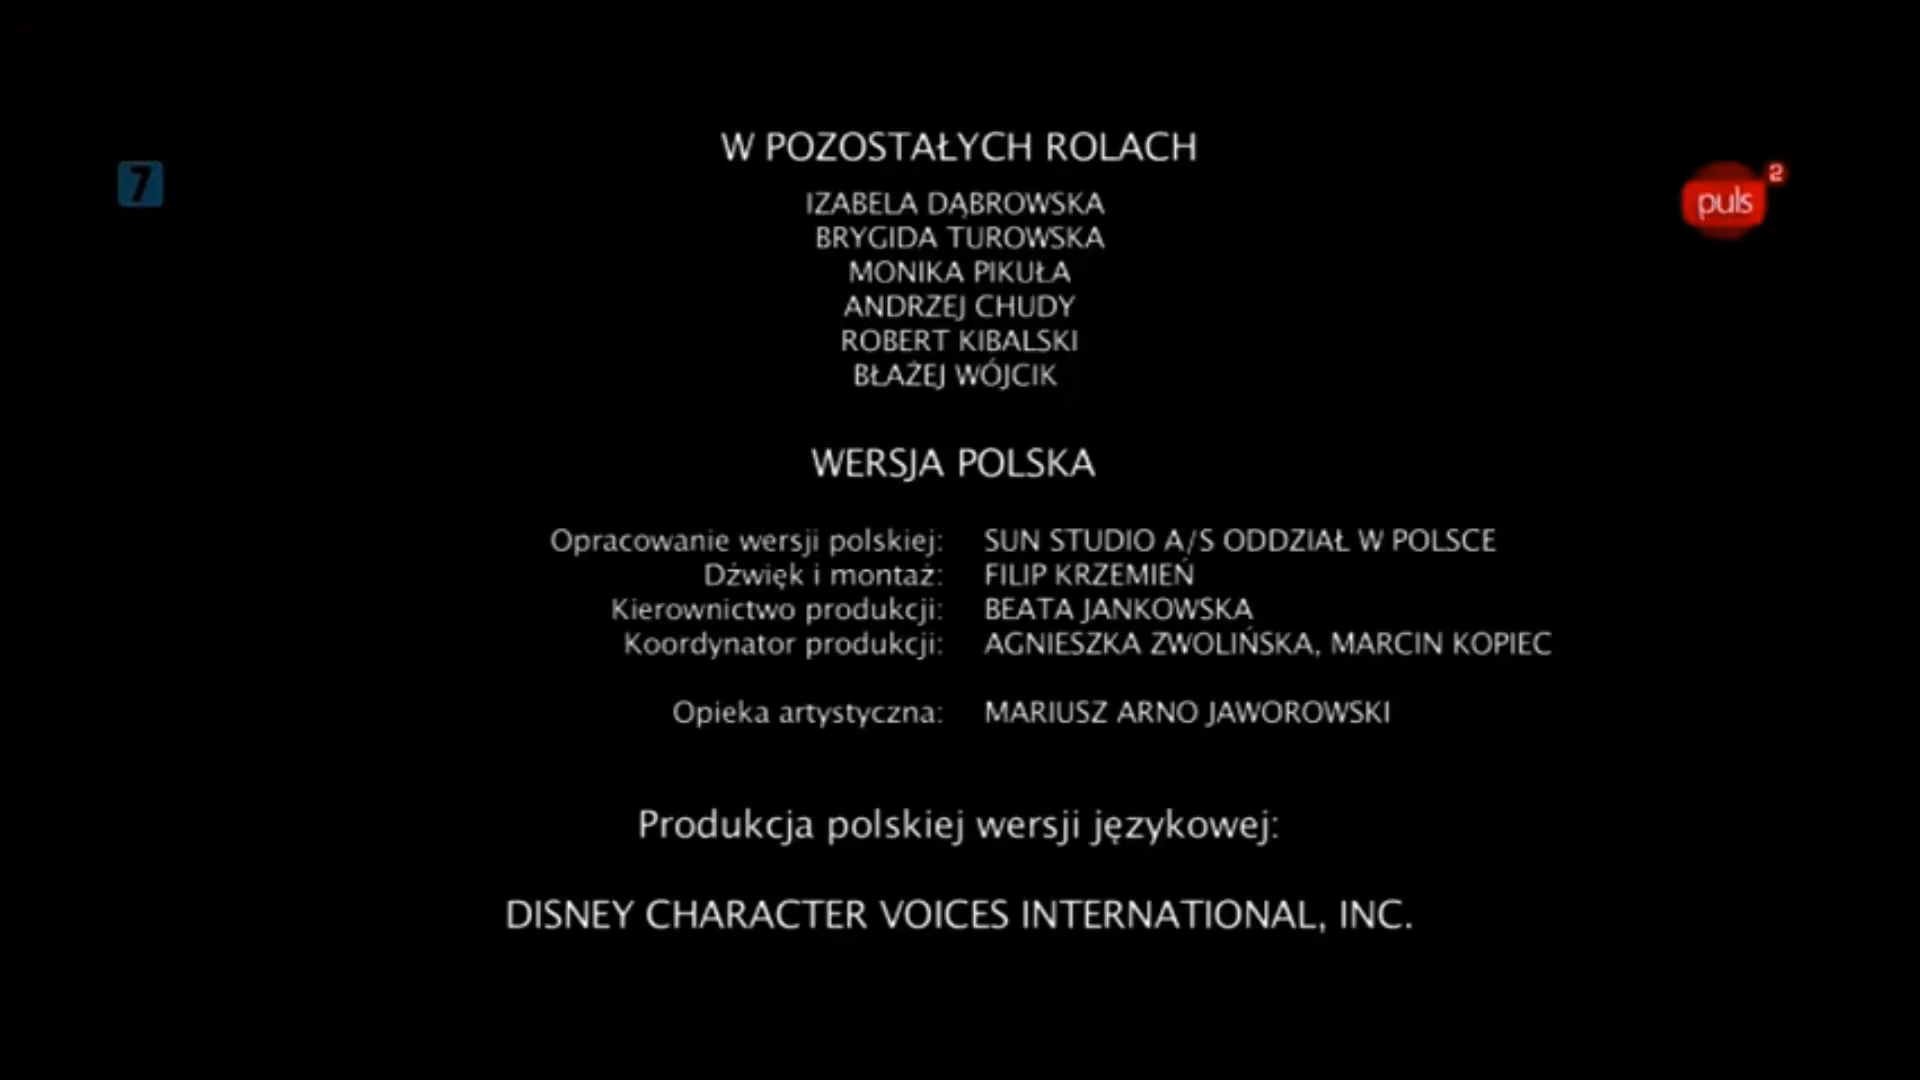 W POZOSTAŁYCH ROLACH
7
puls 2
IZABELA DĄBROWSKA
BRYGIDA TUROWSKA
MONIKA PIKUŁA
ANDRZEJ CHUDY
ROBERT KIBALSKI
BŁAŻEJ WÓJCIK
WERSJA POLSKA
Opracowanie wersji polskiej: SUN STUDIO A/S ODDZIAŁ W POLSCE
Dźwięk i montaż: FILIP KRZEMIEŃ
Kierownictwo produkcji: BEATA JANKOWSKA
Koordynator produkcji: AGNIESZKA ZWOLIŃSKA, MARCIN KOPIEC
Opieka artystyczna: MARIUSZ ARNO JAWOROWSKI
Produkcja polskiej wersji językowej:
DISNEY CHARACTER VOICES INTERNATIONAL, INC.